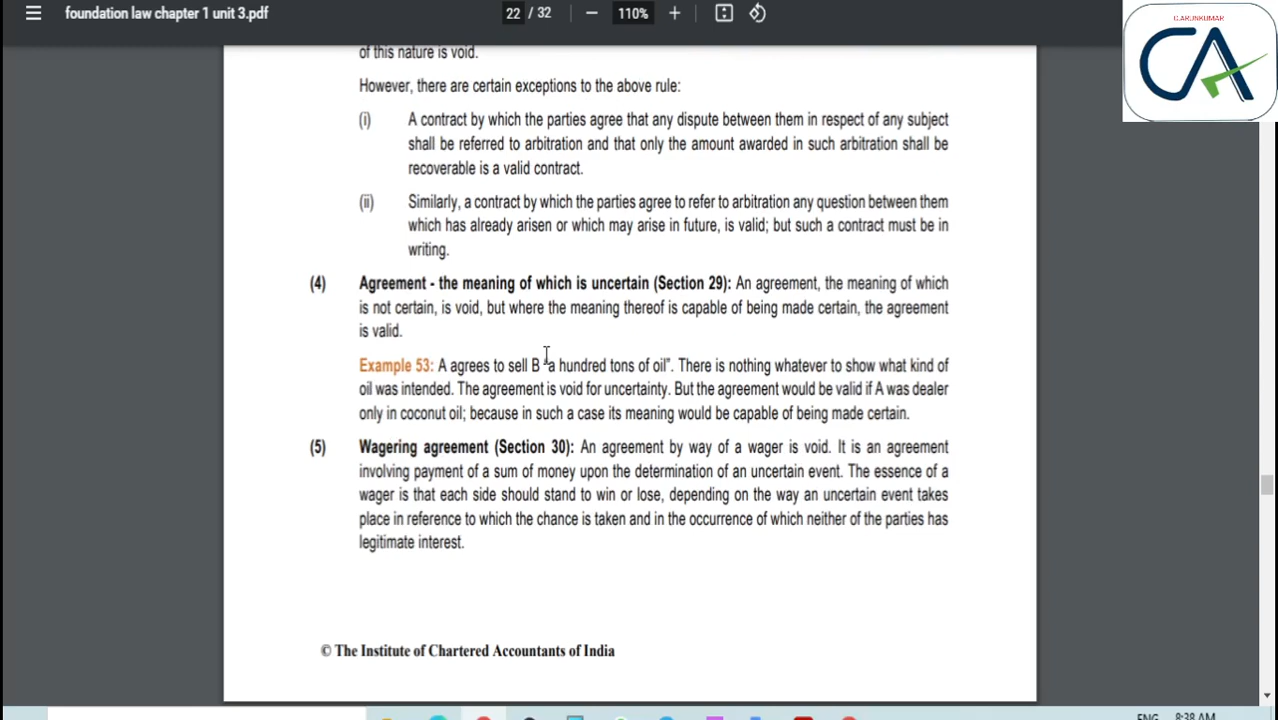 foundation law chapter 1 unit 3.pdf
22 / 32
110%
C.ARUNKUMAR
CA
of this nature is void.
However, there are certain exceptions to the above rule:
(i) A contract by which the parties agree that any dispute between them in respect of any subject
shall be referred to arbitration and that only the amount awarded in such arbitration shall be
recoverable is a valid contract.
(ii) Similarly, a contract by which the parties agree to refer to arbitration any question between them
which has already arisen or which may arise in future, is valid; but such a contract must be in
writing.
(4) Agreement - the meaning of which is uncertain (Section 29): An agreement, the meaning of which
is not certain, is void, but where the meaning thereof is capable of being made certain, the agreement
is valid.
Example 53: A agrees to sell B "a hundred tons of oil". There is nothing whatever to show what kind of
oil was intended. The agreement is void for uncertainty. But the agreement would be valid if A was dealer
only in coconut oil; because in such a case its meaning would be capable of being made certain.
(5) Wagering agreement (Section 30): An agreement by way of a wager is void. It is an agreement
involving payment of a sum of money upon the determination of an uncertain event. The essence of a
wager is that each side should stand to win or lose, depending on the way an uncertain event takes
place in reference to which the chance is taken and in the occurrence of which neither of the parties has
legitimate interest.
© The Institute of Chartered Accountants of India
ENG
8:38 AM